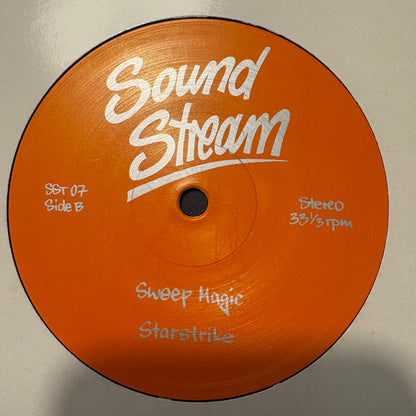 Sound
Stream
SST 07
Side B
Stereo
33 1/3 rpm
Sweep Magic
Starstrike